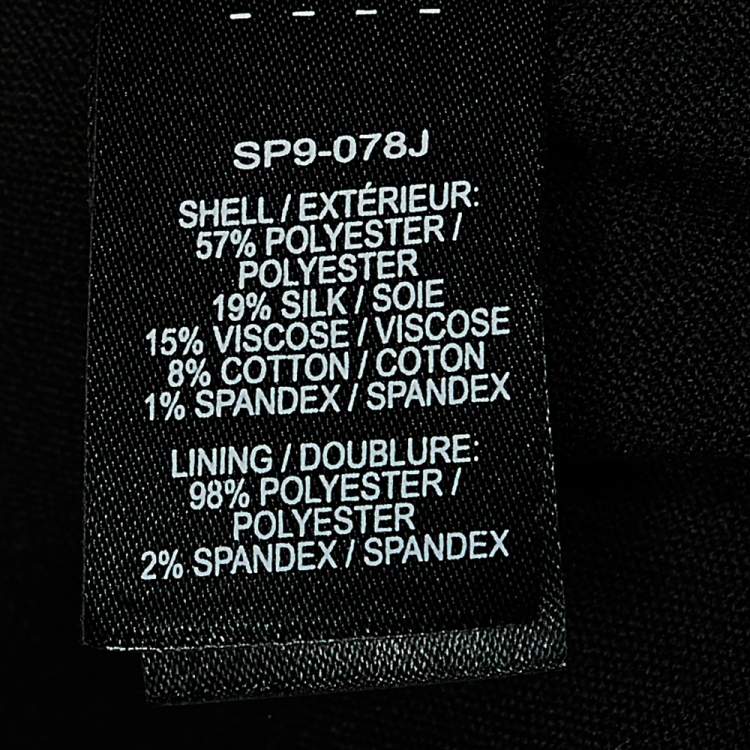 SP9-078J
SHELL / EXTÉRIEUR:
57% POLYESTER /
POLYESTER
19% SILK / SOIE
15% VISCOSE / VISCOSE
8% COTTON / COTON
1% SPANDEX / SPANDEX
LINING / DOUBLURE:
98% POLYESTER /
POLYESTER
2% SPANDEX / SPANDEX